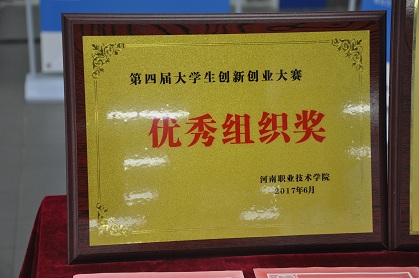 第四届大学生创新创业大赛
优秀组织奖
河南职业技术学院
2017年6月